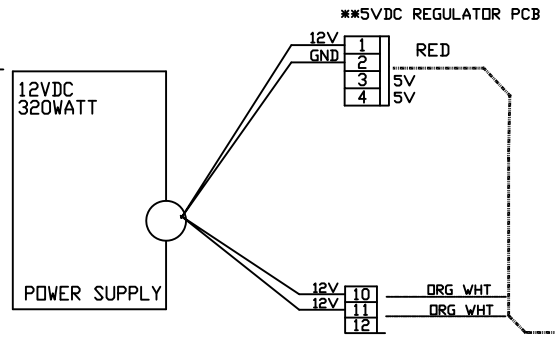 **5VDC REGULATOR PCB
12V 1 RED
GND 2
3 5V
4 5V
12VDC
320WATT
POWER SUPPLY
12V 10 ORG WHT
12V 11 ORG WHT
12